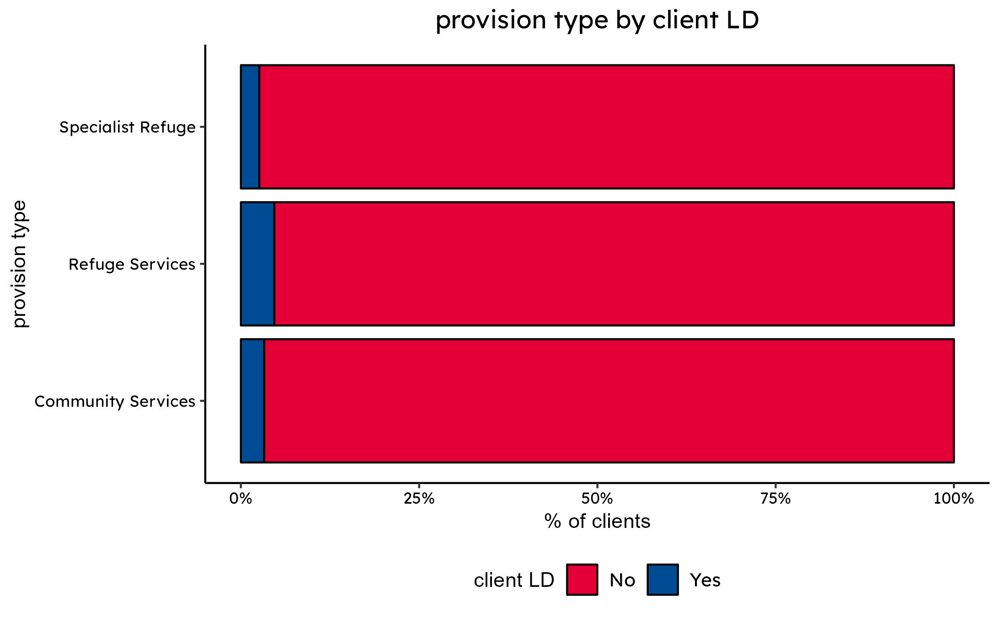 provision type by client LD
provision type
Specialist Refuge
Refuge Services
Community Services
0% 25% 50% 75% 100%
% of clients
client LD No Yes